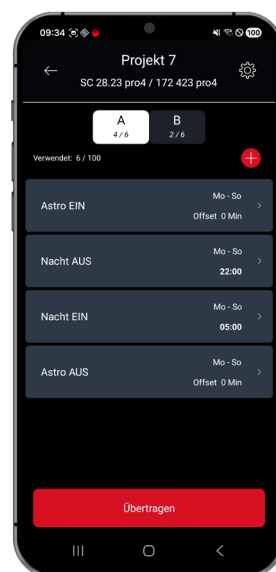 09:34
100
Projekt 7
SC 28.23 pro4 / 172 423 pro4
A
4 / 6
B
2 / 6
Verwendet: 6 / 100
Astro EIN
Mo - So
Offset 0 Min
Nacht AUS
Mo - So
22:00
Nacht EIN
Mo - So
05:00
Astro AUS
Mo - So
Offset 0 Min
Übertragen